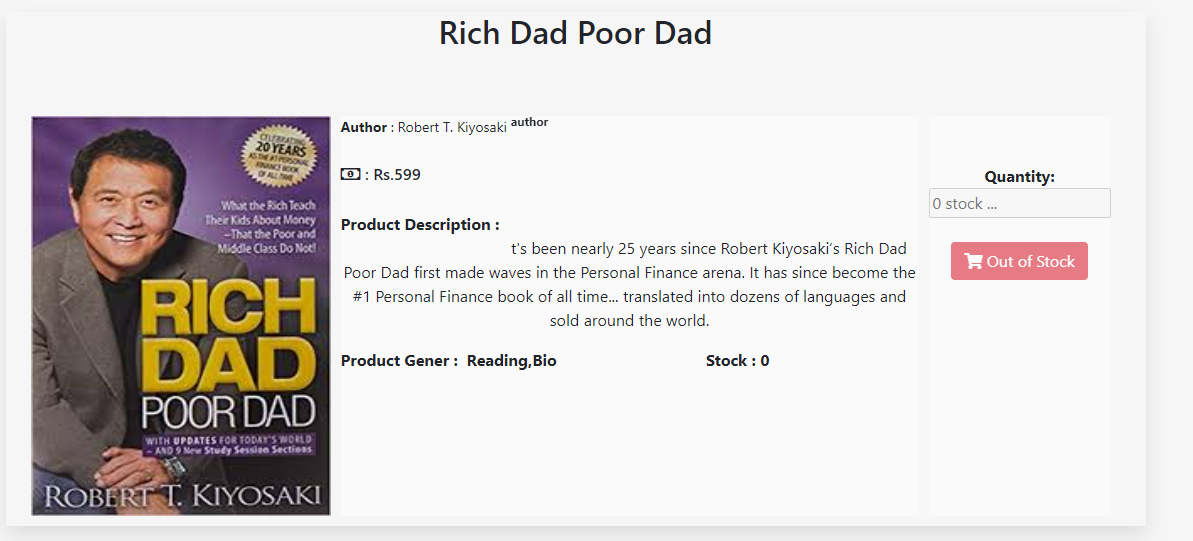 Rich Dad Poor Dad
CELEBRATING
20 YEARS
AS THE #1 PERSONAL
FINANCE BOOK
OF ALL TIME
What the Rich Teach
Their Kids About Money
–That the Poor and
Middle Class Do Not!
RICH
DAD
POOR DAD
WITH UPDATES FOR TODAY'S WORLD
– AND 9 New Study Session Sections
ROBERT T. KIYOSAKI
Author : Robert T. Kiyosaki author
: Rs.599
Product Description :
t's been nearly 25 years since Robert Kiyosaki’s Rich Dad
Poor Dad first made waves in the Personal Finance arena. It has since become the
#1 Personal Finance book of all time... translated into dozens of languages and
sold around the world.
Product Gener : Reading,Bio
Stock : 0
Quantity:
0 stock ...
Out of Stock